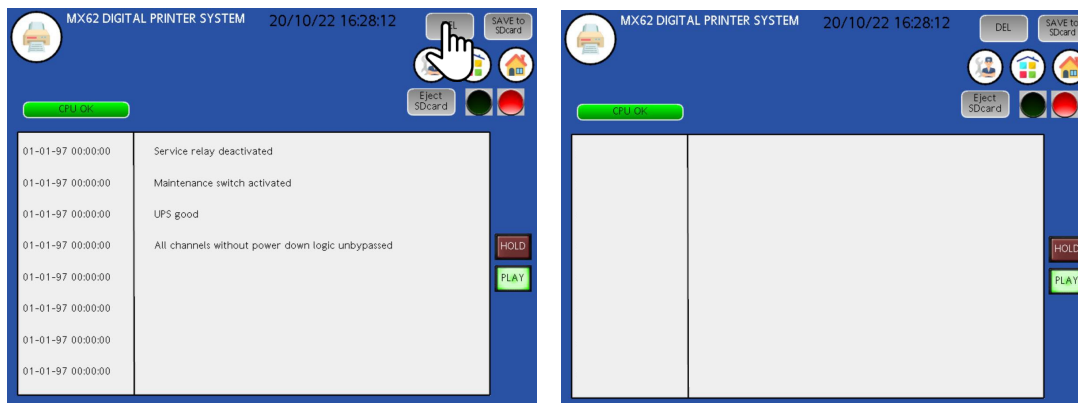 MX62 DIGITAL PRINTER SYSTEM 20/10/22 16:28:12
SAVE to
SDcard
Eject
SDcard
CPU OK
01-01-97 00:00:00 Service relay deactivated
01-01-97 00:00:00 Maintenance switch activated
01-01-97 00:00:00 UPS good
01-01-97 00:00:00 All channels without power down logic unbypassed
01-01-97 00:00:00
01-01-97 00:00:00
01-01-97 00:00:00
01-01-97 00:00:00
HOLD
PLAY
MX62 DIGITAL PRINTER SYSTEM 20/10/22 16:28:12
DEL
SAVE to
SDcard
Eject
SDcard
CPU OK
HOLD
PLAY